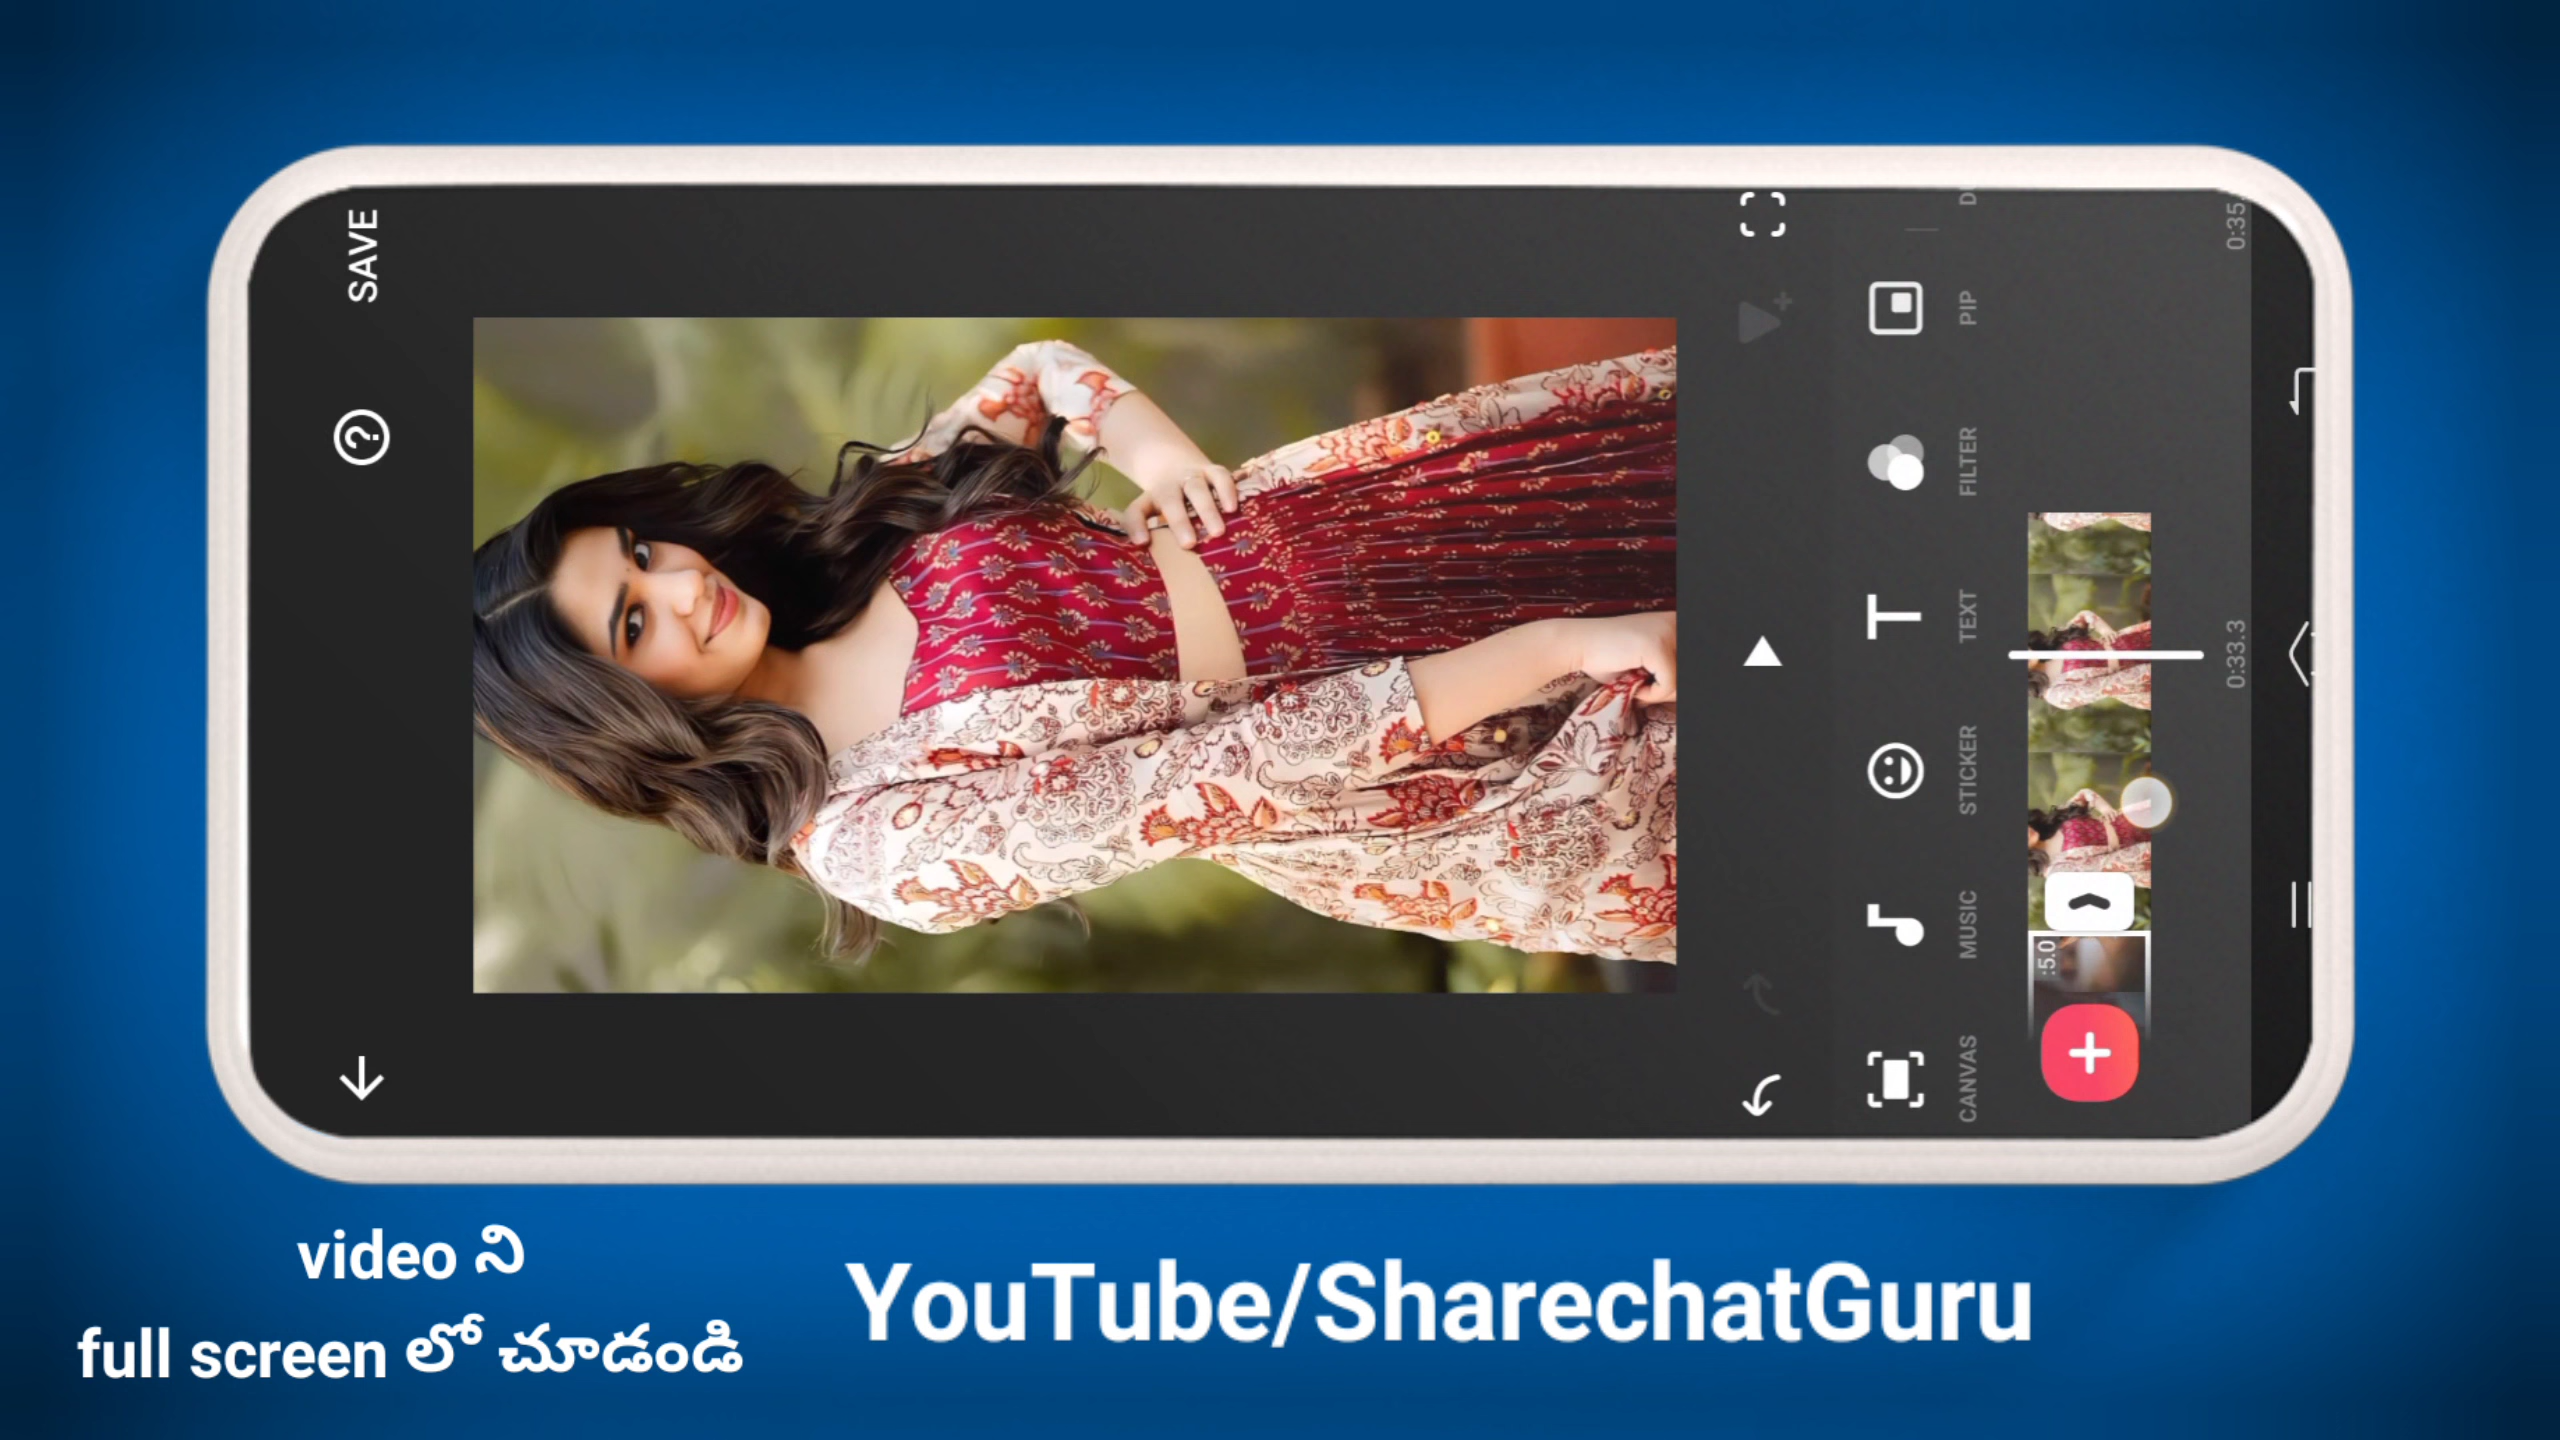 SAVE
D
PIP
FILTER
TEXT
STICKER
MUSIC
CANVAS
:5.0
0:35.
0:33.3
video ని
full screen లో చూడండి
YouTube/SharechatGuru